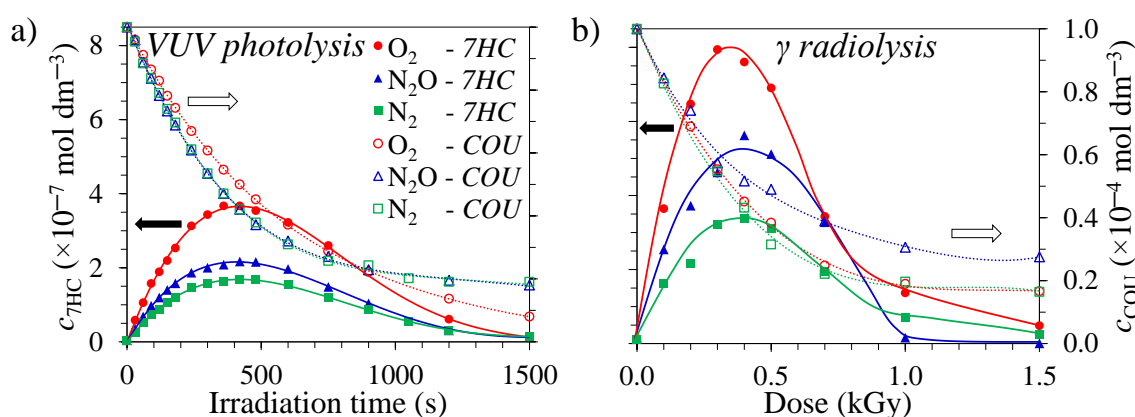 a)
VUV photolysis
O₂ - 7HC
N₂O - 7HC
N₂ - 7HC
O₂ - COU
N₂O - COU
N₂ - COU
8
6
4
2
0
c₇HC (×10⁻⁷ mol dm⁻³)
0
500
1000
1500
Irradiation time (s)
b)
γ radiolysis
1.0
0.8
0.6
0.4
0.2
0.0
c_COU (×10⁻⁴ mol dm⁻³)
0.0
0.5
1.0
1.5
Dose (kGy)